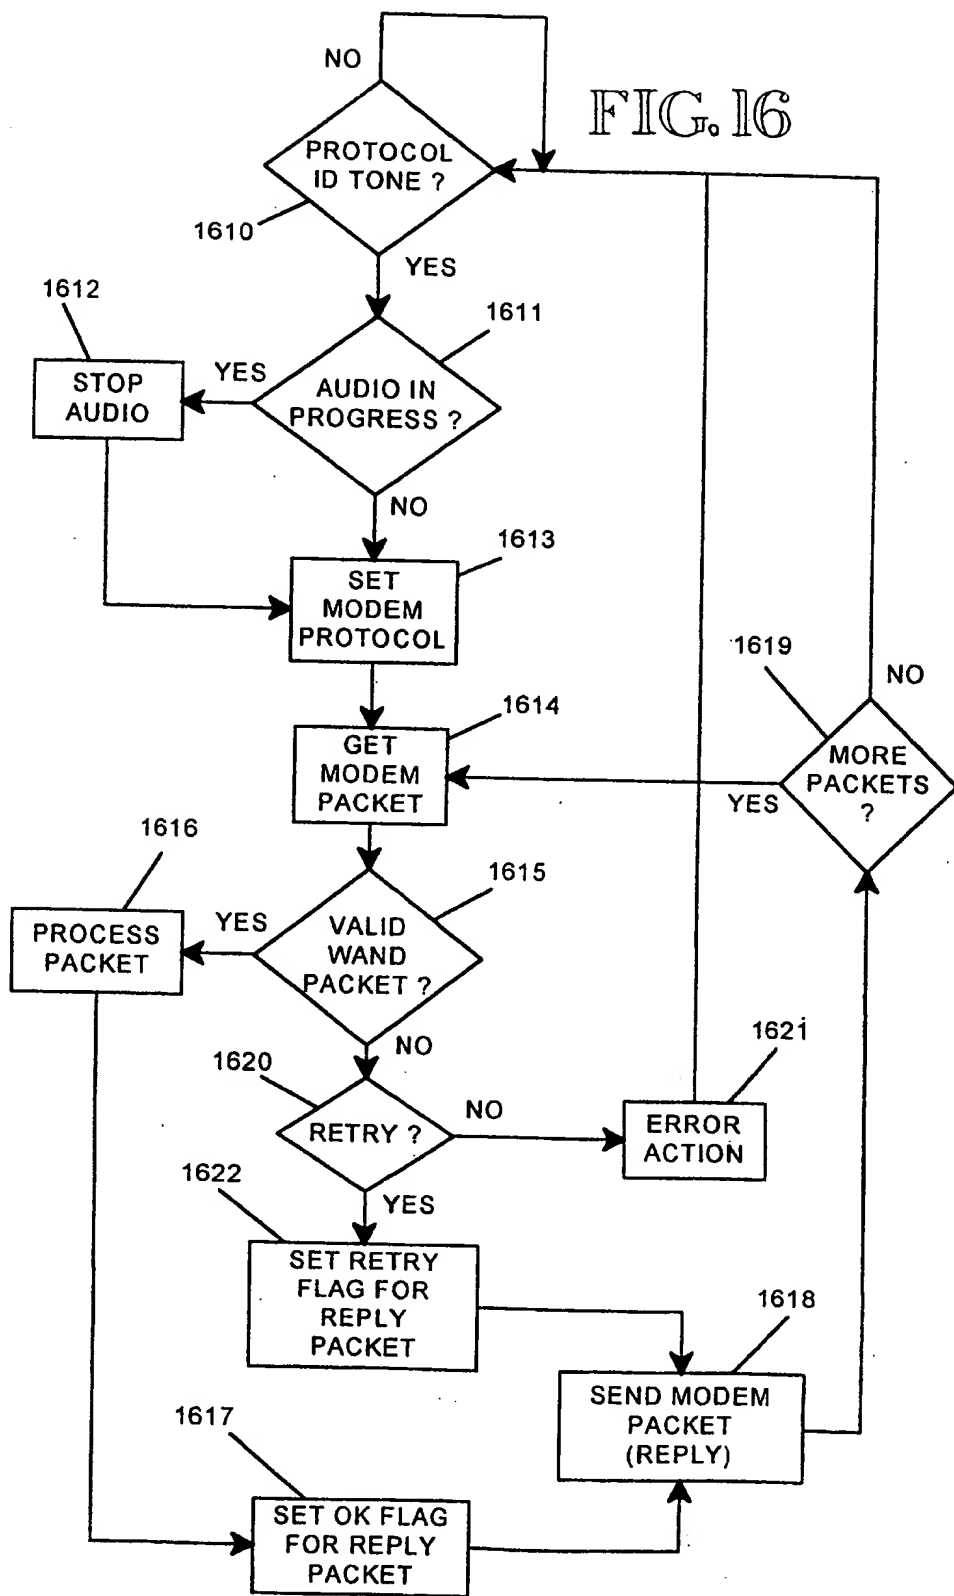 NO
FIG. 16
PROTOCOL
ID TONE ?
1610
YES
1612
1611
STOP
AUDIO
YES
AUDIO IN
PROGRESS ?
NO
1613
SET
MODEM
PROTOCOL
1619
NO
1614
GET
MODEM
PACKET
MORE
PACKETS
?
YES
1616
1615
PROCESS
PACKET
YES
VALID
WAND
PACKET ?
NO
1621
1620
RETRY ?
NO
ERROR
ACTION
1622
YES
SET RETRY
FLAG FOR
REPLY
PACKET
1618
SEND MODEM
PACKET
(REPLY)
1617
SET OK FLAG
FOR REPLY
PACKET